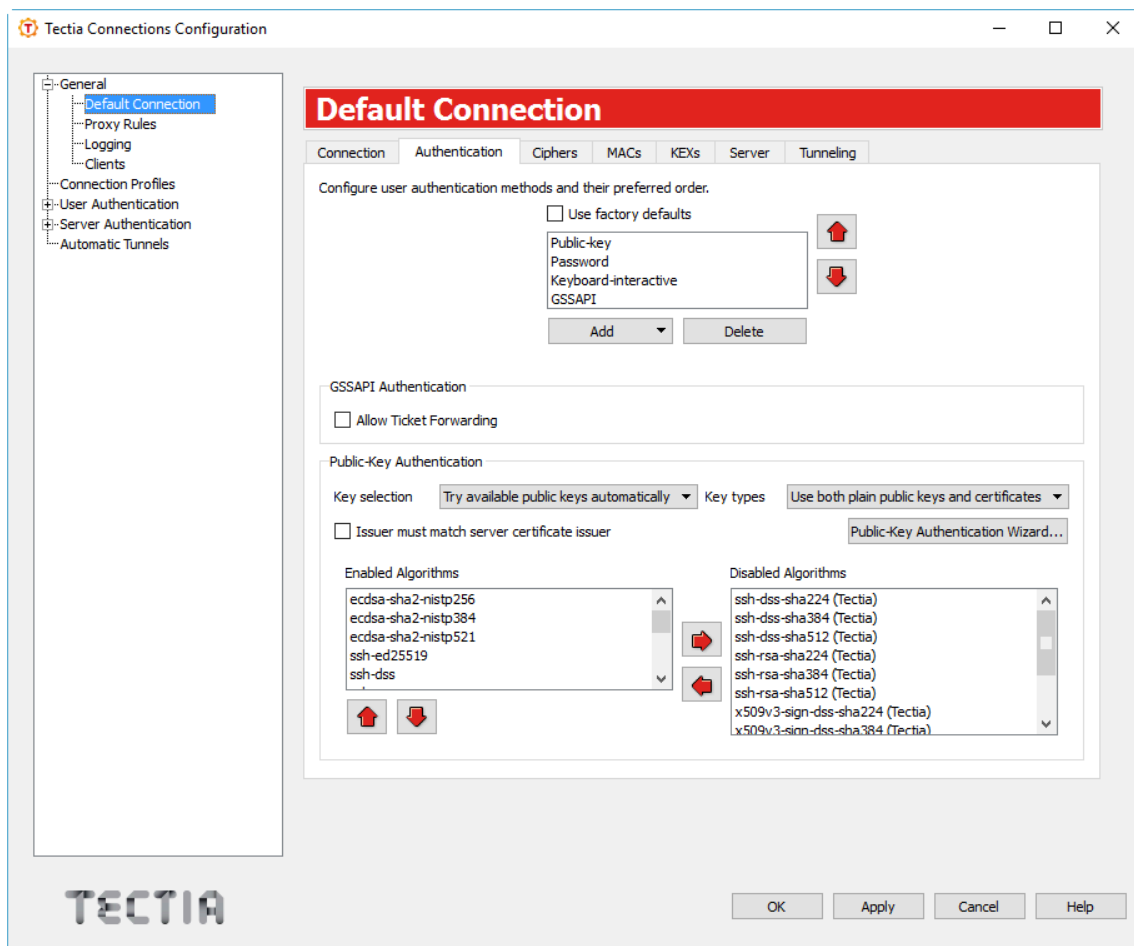 Tectia Connections Configuration
General
Default Connection
Proxy Rules
Logging
Clients
Connection Profiles
User Authentication
Server Authentication
Automatic Tunnels
Default Connection
Connection Authentication Ciphers MACs KEXs Server Tunneling
Configure user authentication methods and their preferred order.
Use factory defaults
Public-key
Password
Keyboard-interactive
GSSAPI
Add Delete
GSSAPI Authentication
Allow Ticket Forwarding
Public-Key Authentication
Key selection Try available public keys automatically Key types Use both plain public keys and certificates
Issuer must match server certificate issuer Public-Key Authentication Wizard...
Enabled Algorithms
ecdsa-sha2-nistp256
ecdsa-sha2-nistp384
ecdsa-sha2-nistp521
ssh-ed25519
ssh-dss
Disabled Algorithms
ssh-dss-sha224 (Tectia)
ssh-dss-sha384 (Tectia)
ssh-dss-sha512 (Tectia)
ssh-rsa-sha224 (Tectia)
ssh-rsa-sha384 (Tectia)
ssh-rsa-sha512 (Tectia)
x509v3-sign-dss-sha224 (Tectia)
x509v3-sign-dss-sha384 (Tectia)
TECTIA
OK Apply Cancel Help